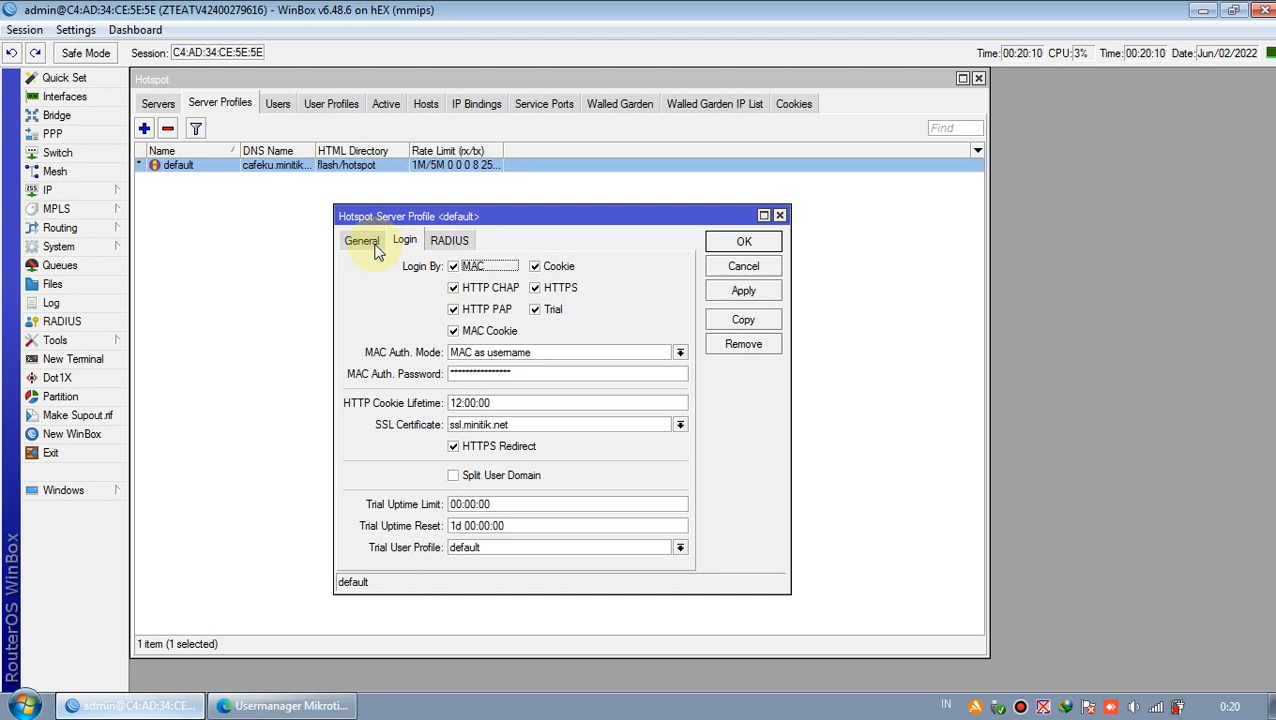 admin@C4:AD:34:CE:5E:5E (ZTEATV42400279616) - WinBox v6.48.6 on hEX (mmips)
Session Settings Dashboard
Safe Mode Session: C4:AD:34:CE:5E:5E Time: 00:20:10 CPU: 3% Time: 00:20:10 Date: Jun/02/2022
Quick Set
Interfaces
Bridge
PPP
Switch
Mesh
IP
MPLS
Routing
System
Queues
Files
Log
RADIUS
Tools
New Terminal
Dot1X
Partition
Make Supout.rif
New WinBox
Exit
Windows
RouterOS WinBox
Hotspot
Servers Server Profiles Users User Profiles Active Hosts IP Bindings Service Ports Walled Garden Walled Garden IP List Cookies
Find
Name / DNS Name HTML Directory Rate Limit (rx/tx)
* default cafeku.minitik... flash/hotspot 1M/5M 0 0 0 8 25...
Hotspot Server Profile <default>
General Login RADIUS
Login By: MAC Cookie
HTTP CHAP HTTPS
HTTP PAP Trial
MAC Cookie
MAC Auth. Mode: MAC as username
MAC Auth. Password: ****************
HTTP Cookie Lifetime: 12:00:00
SSL Certificate: ssl.minitik.net
HTTPS Redirect
Split User Domain
Trial Uptime Limit: 00:00:00
Trial Uptime Reset: 1d 00:00:00
Trial User Profile: default
OK
Cancel
Apply
Copy
Remove
default
1 item (1 selected)
admin@C4:AD:34:CE:... Usermanager Mikroti... IN 0:20